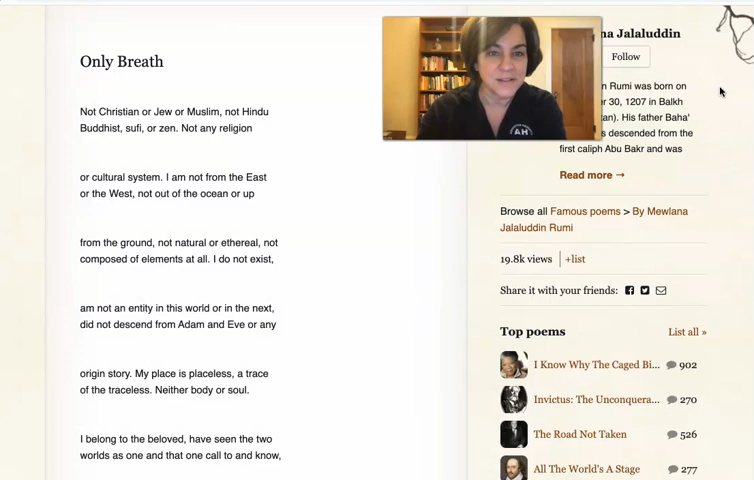 Only Breath
Not Christian or Jew or Muslim, not Hindu
Buddhist, sufi, or zen. Not any religion
or cultural system. I am not from the East
or the West, not out of the ocean or up
from the ground, not natural or ethereal, not
composed of elements at all. I do not exist,
am not an entity in this world or in the next,
did not descend from Adam and Eve or any
origin story. My place is placeless, a trace
of the traceless. Neither body or soul.
I belong to the beloved, have seen the two
worlds as one and that one call to and know,
AH
na Jalaluddin
Follow
n Rumi was born on
r 30, 1207 in Balkh
tan). His father Baha'
s descended from the
first caliph Abu Bakr and was
Read more →
Browse all Famous poems > By Mewlana
Jalaluddin Rumi
19.8k views +list
Share it with your friends:
Top poems List all »
I Know Why The Caged Bi... 902
Invictus: The Unconquera... 270
The Road Not Taken 526
All The World's A Stage 277